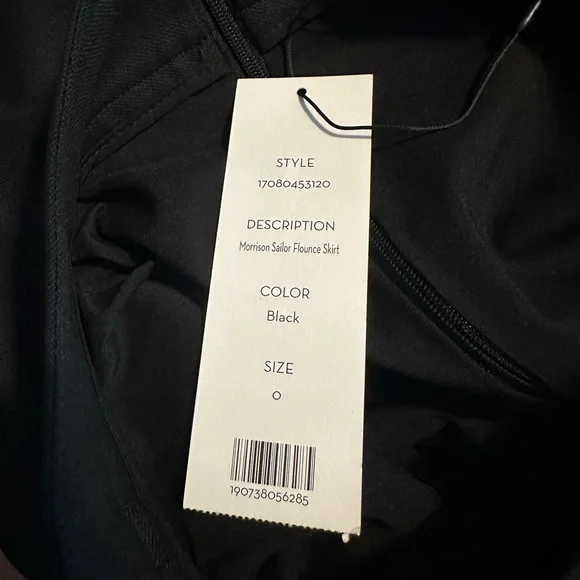 STYLE
17080453120
DESCRIPTION
Morrison Sailor Flounce Skirt
COLOR
Black
SIZE
0
190738056285